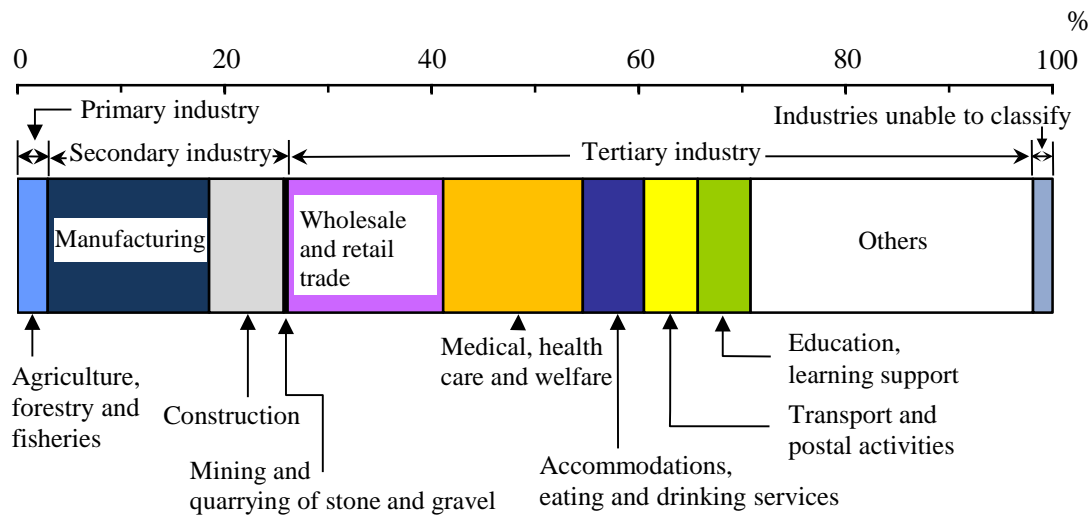 %
0 20 40 60 80 100
Primary industry
Industries unable to classify
Secondary industry
Tertiary industry
Manufacturing
Wholesale
and retail
trade
Others
Agriculture,
forestry and
fisheries
Construction
Mining and
quarrying of stone and gravel
Medical, health
care and welfare
Accommodations,
eating and drinking services
Transport and
postal activities
Education,
learning support